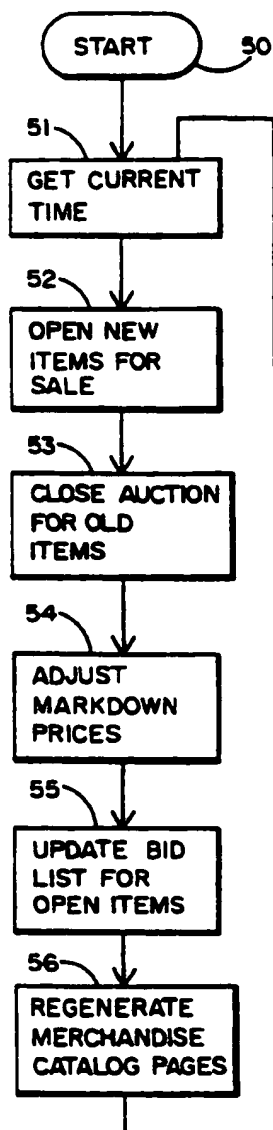 START
50
51
GET CURRENT
TIME
52
OPEN NEW
ITEMS FOR
SALE
53
CLOSE AUCTION
FOR OLD
ITEMS
54
ADJUST
MARKDOWN
PRICES
55
UPDATE BID
LIST FOR
OPEN ITEMS
56
REGENERATE
MERCHANDISE
CATALOG PAGES